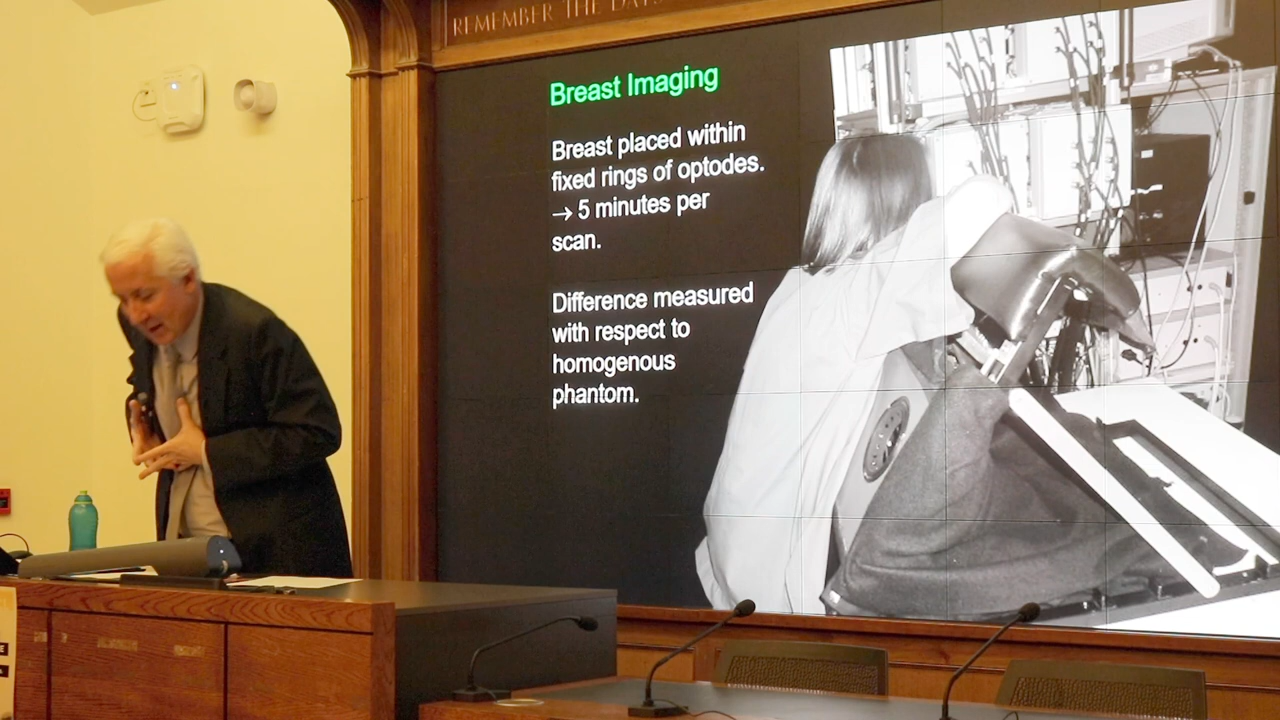 REMEMBER THE DAYS
Breast Imaging
Breast placed within
fixed rings of optodes.
→ 5 minutes per
scan.
Difference measured
with respect to
homogenous
phantom.